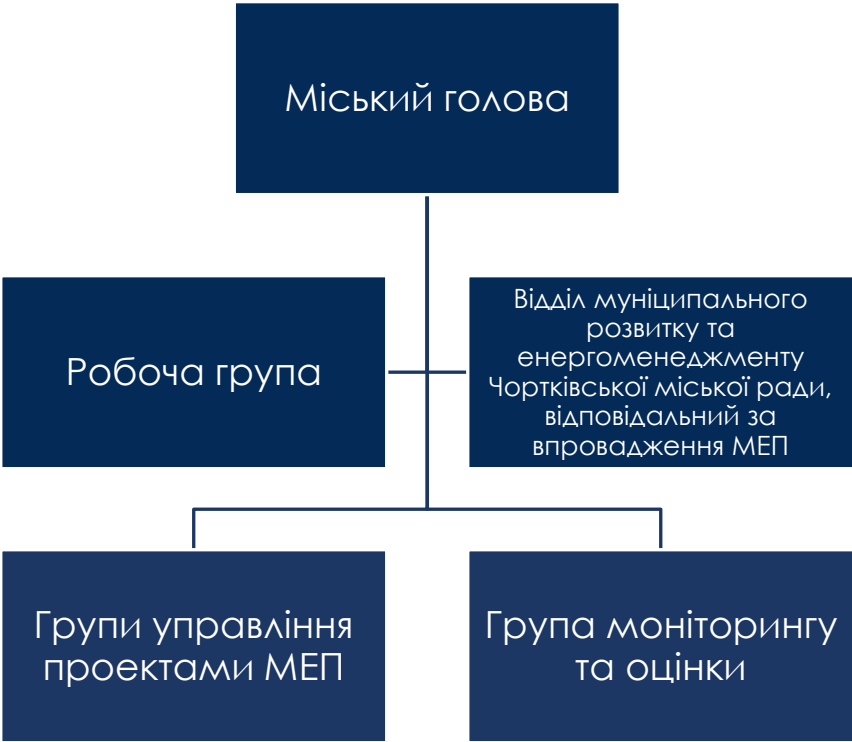 Міський голова
Робоча група
Відділ муніципального
розвитку та
енергоменеджменту
Чортківської міської ради,
відповідальний за
впровадження МЕП
Групи управління
проектами МЕП
Група моніторингу
та оцінки